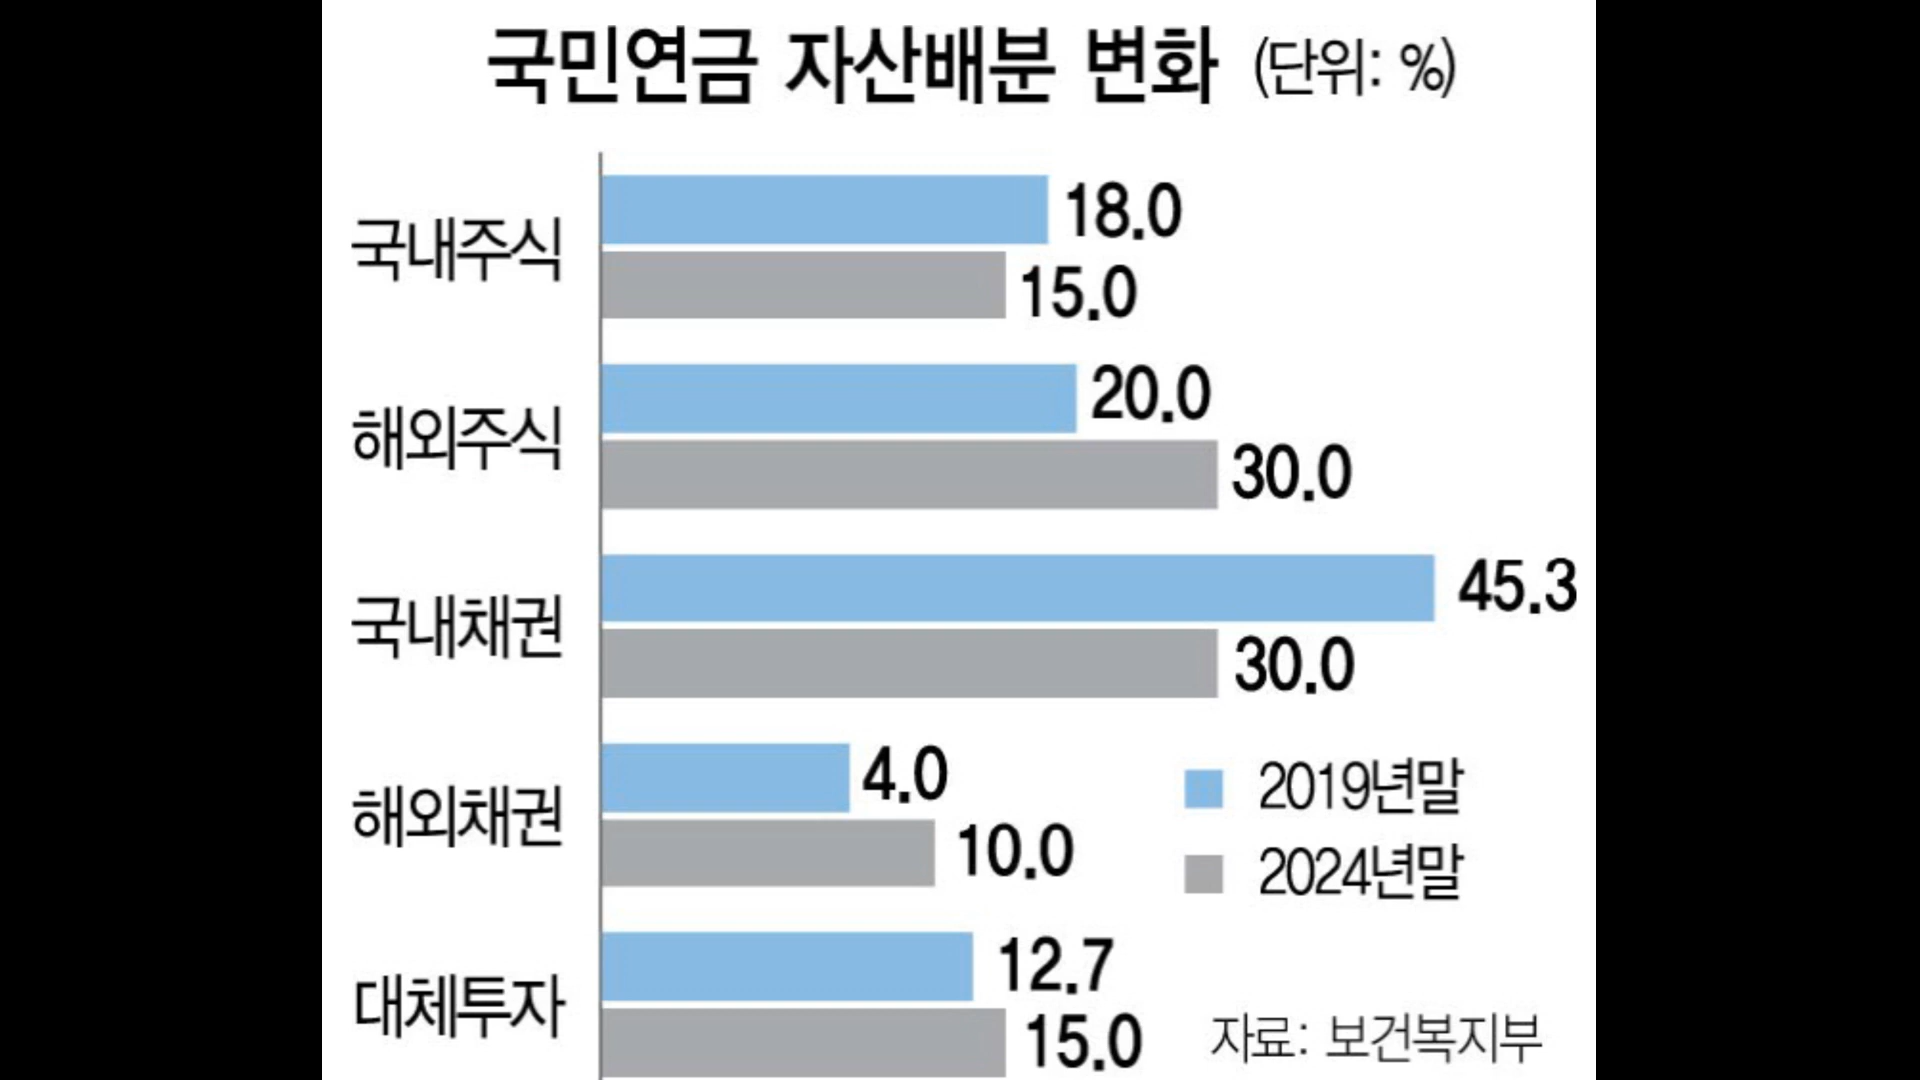 국민연금 자산배분 변화 (단위: %)
국내주식
18.0
15.0
해외주식
20.0
30.0
국내채권
45.3
30.0
해외채권
4.0
10.0
2019년말
2024년말
대체투자
12.7
15.0
자료: 보건복지부